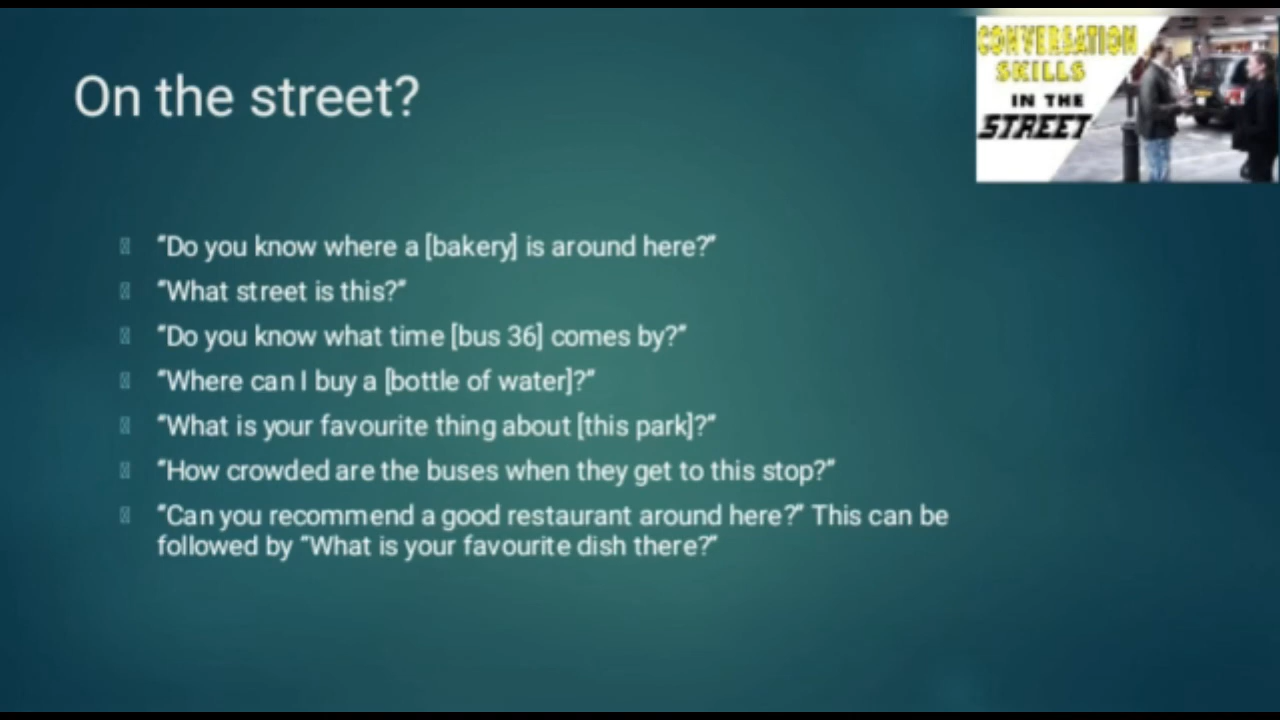 On the street?
CONVERSATION
SKILLS
IN THE
STREET
“Do you know where a [bakery] is around here?”
“What street is this?”
“Do you know what time [bus 36] comes by?”
“Where can I buy a [bottle of water]?”
“What is your favourite thing about [this park]?”
“How crowded are the buses when they get to this stop?”
“Can you recommend a good restaurant around here?” This can be
followed by “What is your favourite dish there?”